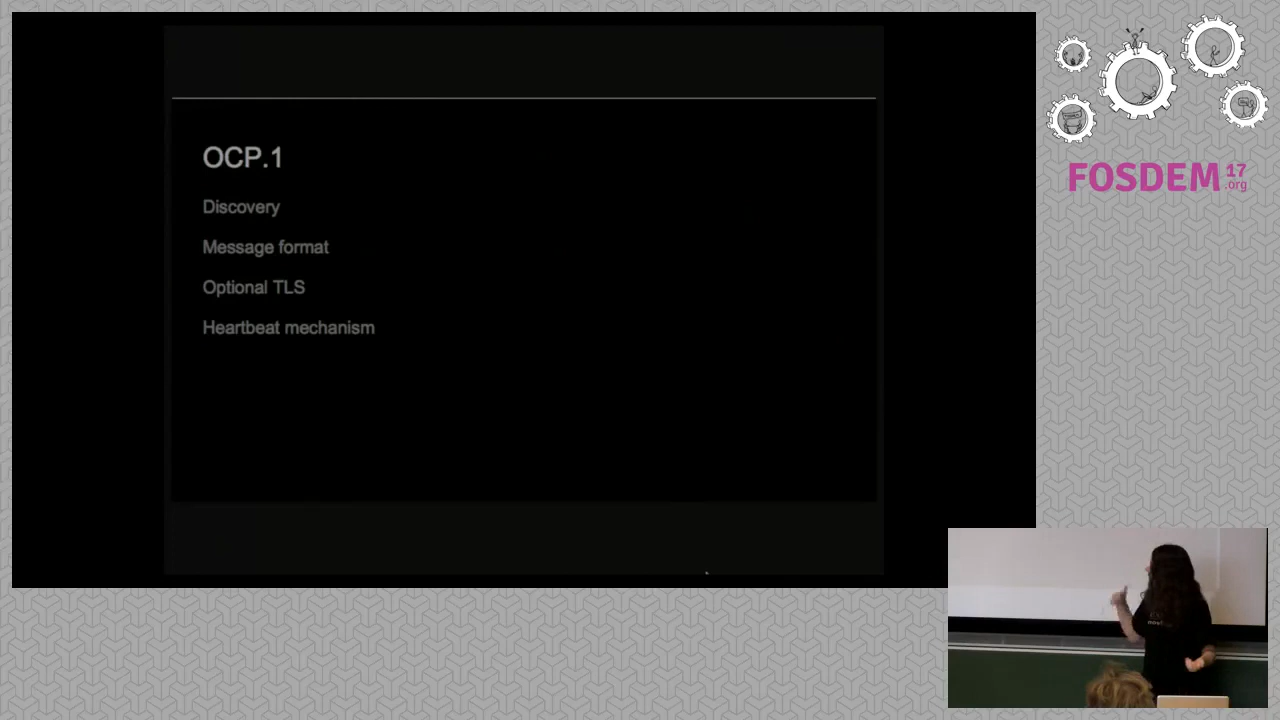 OCP.1
Discovery
Message format
Optional TLS
Heartbeat mechanism
FOSDEM 17
.org